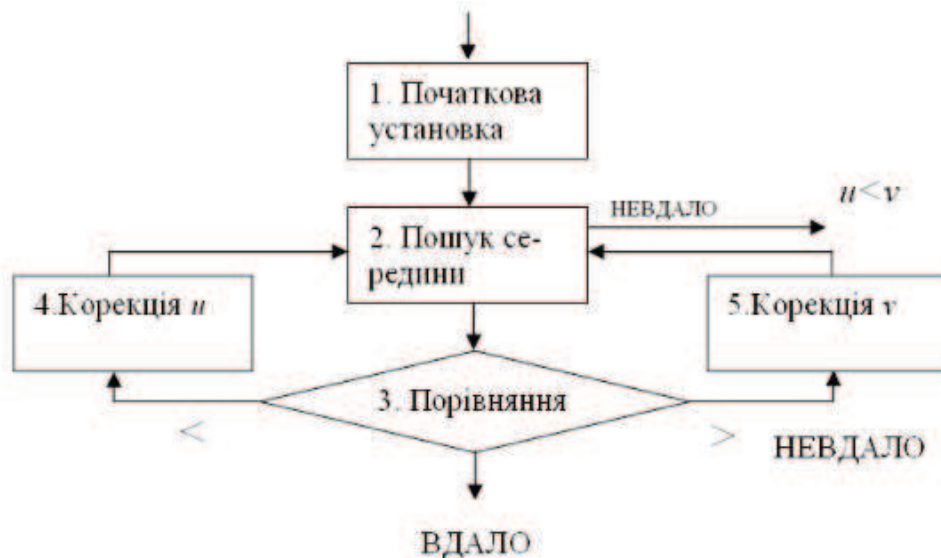 1. Початкова
установка
НЕВДАЛО
u<v
2. Пошук се-
редини
4.Корекція u
5.Корекція v
3. Порівняння
<
>
НЕВДАЛО
ВДАЛО